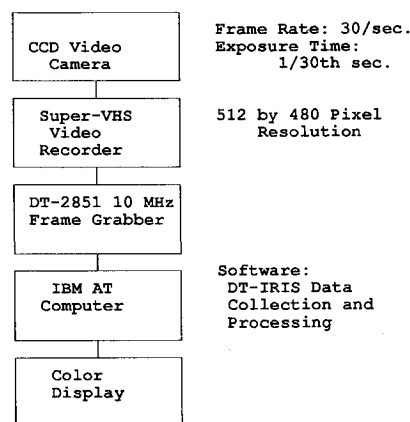 CCD Video
Camera
Frame Rate: 30/sec.
Exposure Time:
1/30th sec.
Super-VHS
Video
Recorder
512 by 480 Pixel
Resolution
DT-2851 10 MHz
Frame Grabber
IBM AT
Computer
Software:
DT-IRIS Data
Collection and
Processing
Color
Display